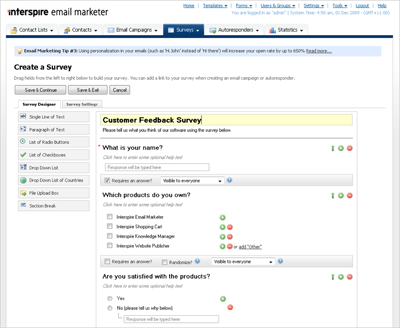 interspire email marketer
Home | Templates | Forms | Users & Groups | Settings | Tools | Logout | Help
You are logged in as "admin" | System Time: 4:50 am, 01 Dec 2009 - (GMT+11:00)
Contact Lists Contacts Email Campaigns Surveys Autoresponders Statistics
Email Marketing Tip #3: Using personalization in your emails (such as 'Hi John' instead of 'Hi there') will increase your open rate by up to 650% Read more...
Create a Survey
Drag fields from the left to right below to build your survey. You can add a link to your survey when creating an email campaign or autoresponder.
Save & Continue Save & Exit Cancel
Survey Designer Survey Settings
Single Line of Text
Paragraph of Text
List of Radio Buttons
List of Checkboxes
Drop Down List
Drop Down List of Countries
File Upload Box
Section Break
Customer Feedback Survey
Please tell us what you think of our software using the survey below
* What is your name?
Click here to enter some optional help text
Response will be typed here
Requires an answer? Visible to everyone
Which products do you own?
Click here to enter some optional help text
Interspire Email Marketer
Interspire Shopping Cart
Interspire Knowledge Manager
Interspire Website Publisher or add "Other"
Requires an answer? Randomize? Visible to everyone
Are you satisfied with the products?
Click here to enter some optional help text
Yes
No (please tell us why below)
Response will be typed here